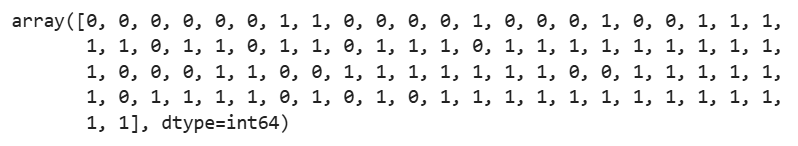 array([0, 0, 0, 0, 0, 0, 1, 1, 0, 0, 0, 0, 1, 0, 0, 0, 1, 0, 0, 1, 1, 1,
1, 1, 0, 1, 1, 0, 1, 1, 0, 1, 1, 1, 0, 1, 1, 1, 1, 1, 1, 1, 1, 1,
1, 0, 0, 0, 1, 1, 0, 0, 1, 1, 1, 1, 1, 1, 1, 0, 0, 1, 1, 1, 1, 1,
1, 0, 1, 1, 1, 1, 0, 1, 0, 1, 0, 1, 1, 1, 1, 1, 1, 1, 1, 1, 1, 1,
1, 1], dtype=int64)